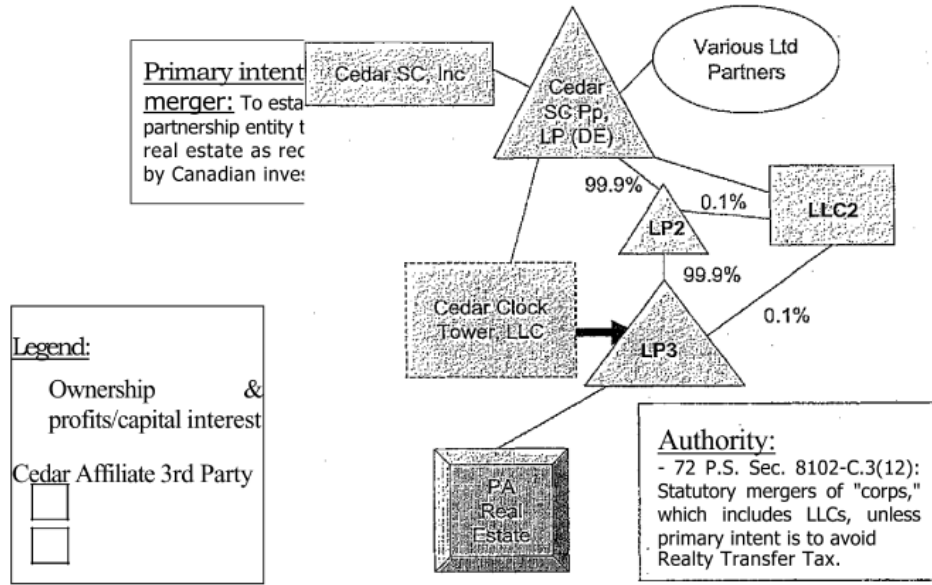 Primary intent
merger: To esta
partnership entity t
real estate as rec
by Canadian inves
Cedar SC, Inc
Cedar
SC Pp,
LP (DE)
Various Ltd
Partners
99.9%
0.1%
LLC2
LP2
99.9%
0.1%
Cedar Clock
Tower, LLC
LP3
PA
Real
Estate
Legend:
Ownership &
profits/capital interest
Cedar Affiliate 3rd Party
Authority:
- 72 P.S. Sec. 8102-C.3(12):
Statutory mergers of "corps,"
which includes LLCs, unless
primary intent is to avoid
Realty Transfer Tax.